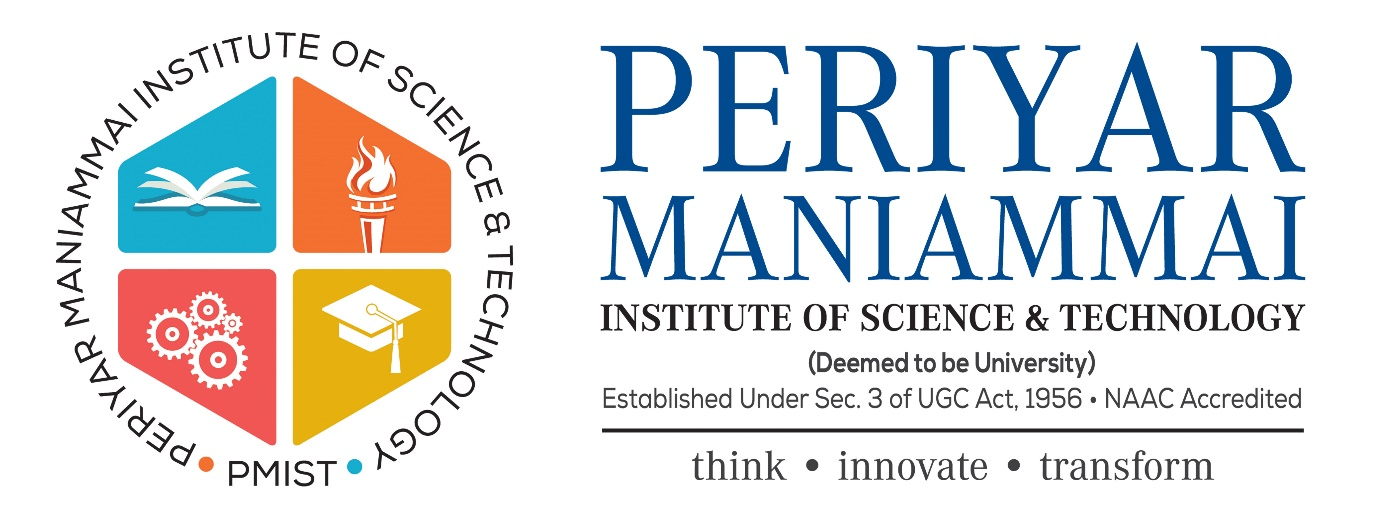 PERIYAR MANIAMMAI INSTITUTE OF SCIENCE & TECHNOLOGY
• PMIST •
PERIYAR
MANIAMMAI
INSTITUTE OF SCIENCE & TECHNOLOGY
(Deemed to be University)
Established Under Sec. 3 of UGC Act, 1956 • NAAC Accredited
think • innovate • transform